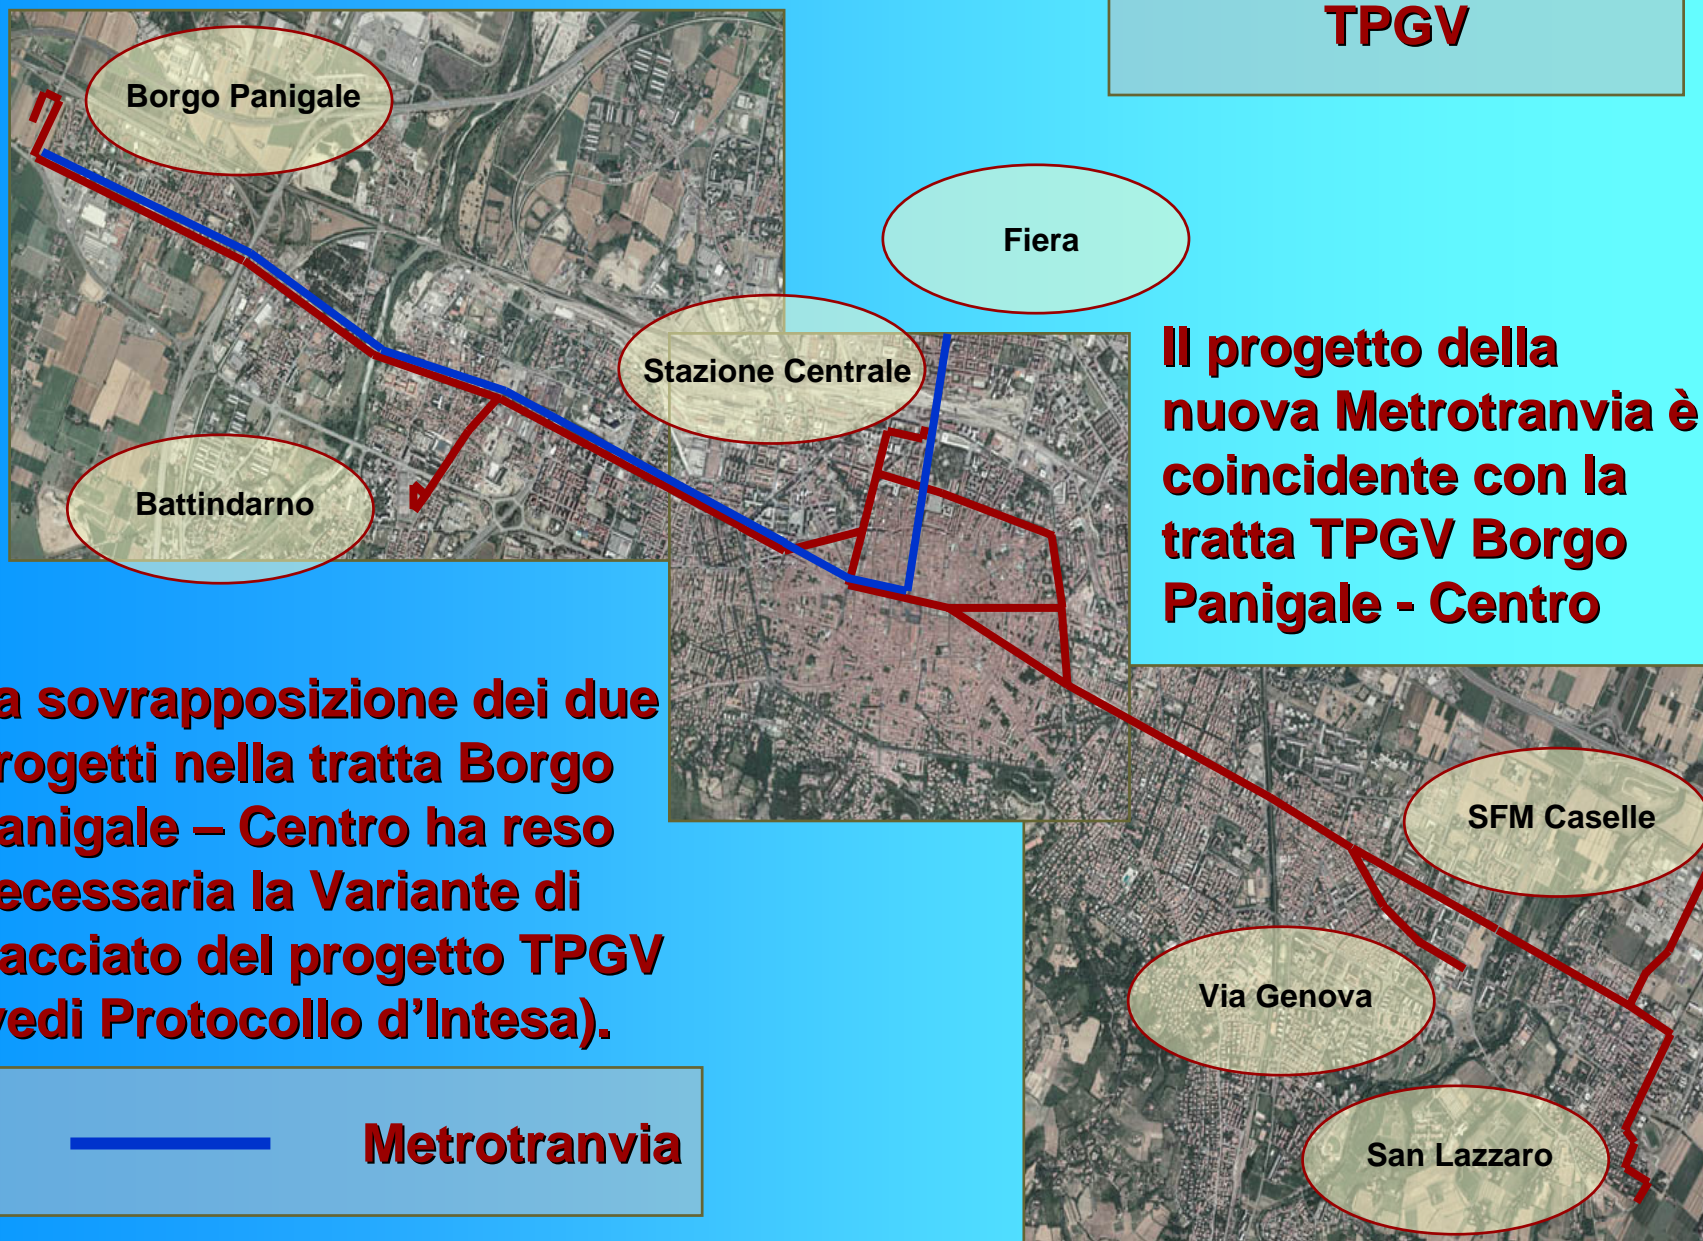 TPGV
Borgo Panigale
Fiera
Stazione Centrale
Battindarno
Il progetto della
nuova Metrotranvia è
coincidente con la
tratta TPGV Borgo
Panigale - Centro
a sovrapposizione dei due
rogetti nella tratta Borgo
anigale – Centro ha reso
ecessaria la Variante di
acciato del progetto TPGV
vedi Protocollo d’Intesa).
SFM Caselle
Via Genova
San Lazzaro
Metrotranvia